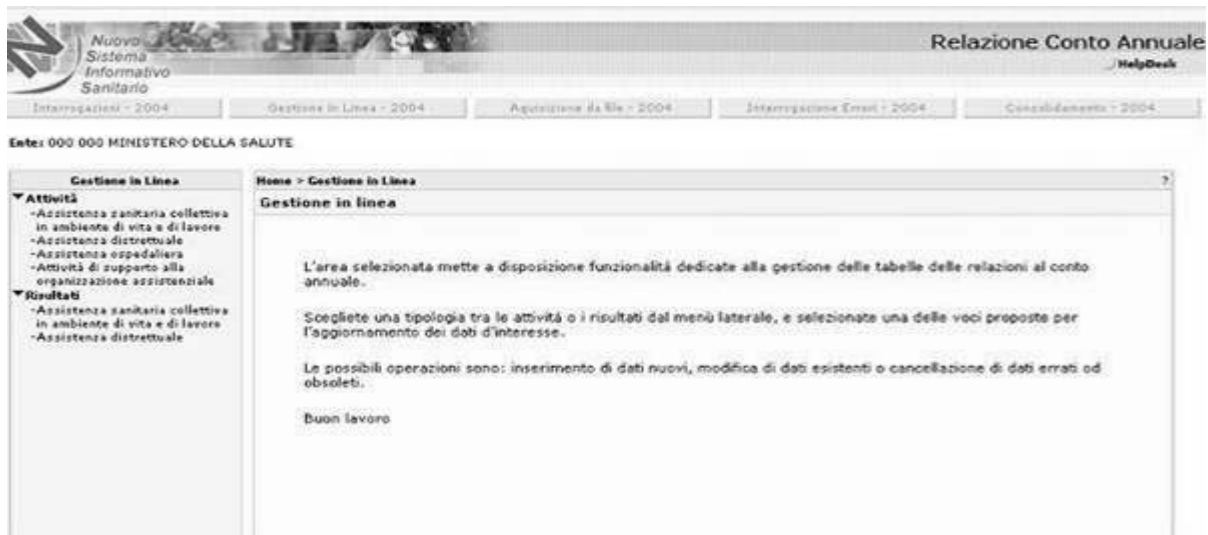 Nuovo
Sistema
Informativo
Sanitario
Relazione Conto Annuale
HelpDesk
Interrogazioni - 2004
Gestione in Linea - 2004
Aquisizione da file - 2004
Interrogazione Errori - 2004
Consolidamento - 2004
Ente: 000 000 MINISTERO DELLA SALUTE
Gestione in Linea
Attività
-Assistenza sanitaria collettiva
in ambiente di vita e di lavoro
-Assistenza distrettuale
-Assistenza ospedaliera
-Attività di supporto alla
organizzazione assistenziale
Risultati
-Assistenza sanitaria collettiva
in ambiente di vita e di lavoro
-Assistenza distrettuale
Home > Gestione in Linea
?
Gestione in linea
L'area selezionata mette a disposizione funzionalità dedicate alla gestione delle tabelle delle relazioni al conto
annuale.
Scegliete una tipologia tra le attività o i risultati dal menù laterale, e selezionate una delle voci proposte per
l'aggiornamento dei dati d'interesse.
Le possibili operazioni sono: inserimento di dati nuovi, modifica di dati esistenti o cancellazione di dati errati od
obsoleti.
Buon lavoro